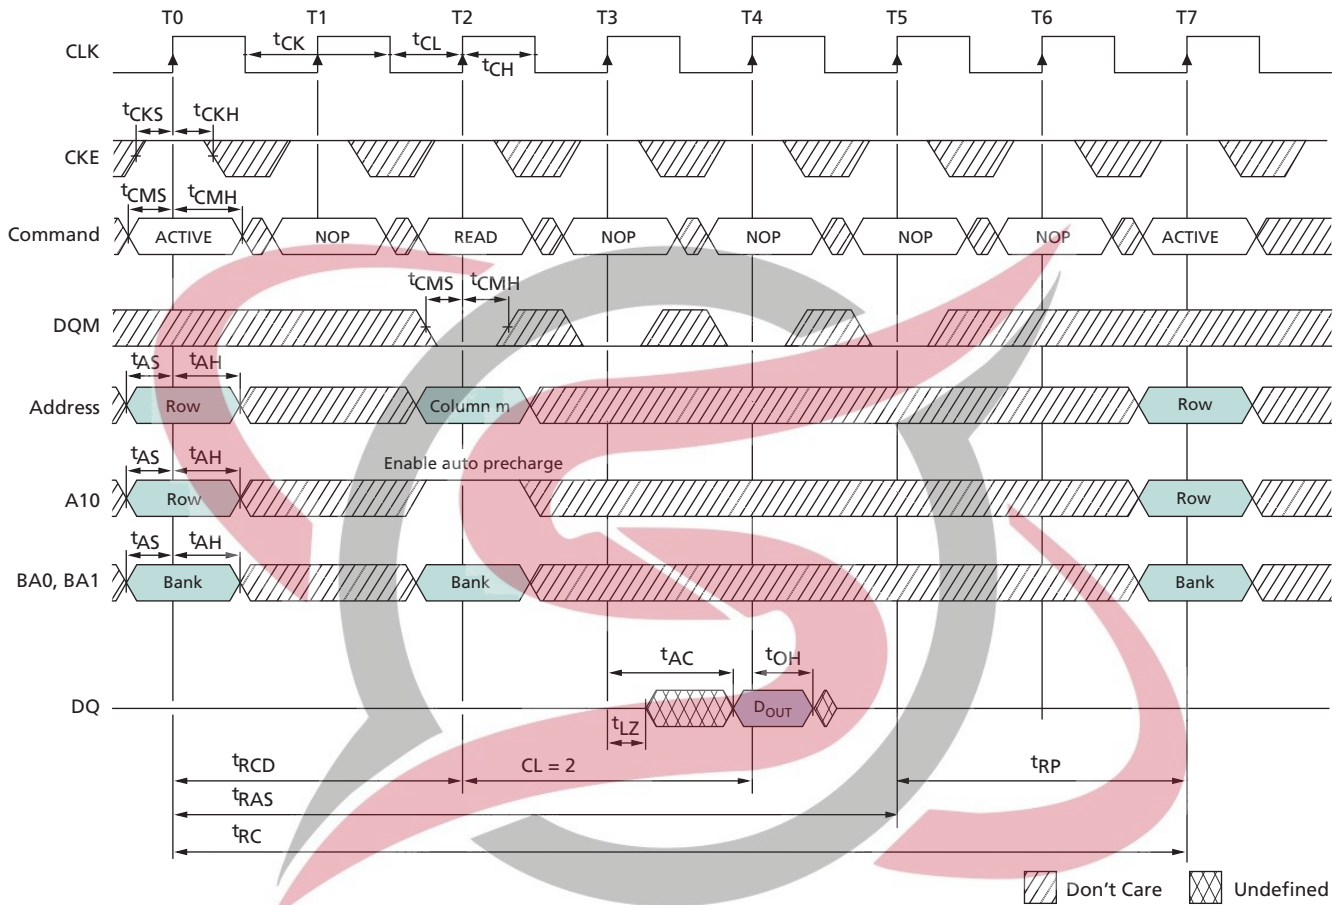 T0 T1 T2 T3 T4 T5 T6 T7
CLK
tCK tCL
tCH
tCKS tCKH
CKE
tCMS tCMH
Command ACTIVE NOP READ NOP NOP NOP NOP ACTIVE
tCMS tCMH
DQM
tAS tAH
Address Row Column m Row
Enable auto precharge
tAS tAH
A10 Row Row
tAS tAH
BA0, BA1 Bank Bank Bank
tAC tOH
DQ DOUT
tLZ
tRCD CL = 2 tRP
tRAS
tRC
Don't Care Undefined